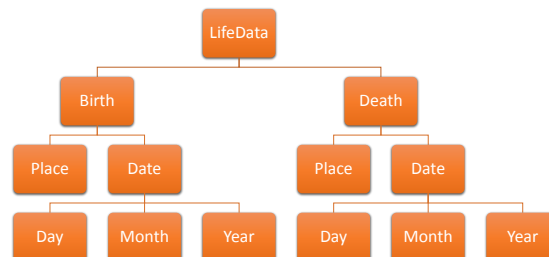 LifeData
Birth Death
Place Date Place Date
Day Month Year Day Month Year